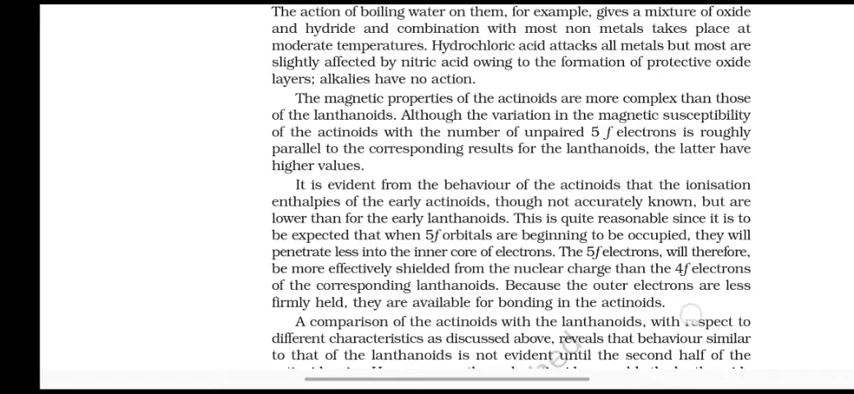 The action of boiling water on them, for example, gives a mixture of oxide
and hydride and combination with most non metals takes place at
moderate temperatures. Hydrochloric acid attacks all metals but most are
slightly affected by nitric acid owing to the formation of protective oxide
layers; alkalies have no action.
The magnetic properties of the actinoids are more complex than those
of the lanthanoids. Although the variation in the magnetic susceptibility
of the actinoids with the number of unpaired 5 f electrons is roughly
parallel to the corresponding results for the lanthanoids, the latter have
higher values.
It is evident from the behaviour of the actinoids that the ionisation
enthalpies of the early actinoids, though not accurately known, but are
lower than for the early lanthanoids. This is quite reasonable since it is to
be expected that when 5f orbitals are beginning to be occupied, they will
penetrate less into the inner core of electrons. The 5f electrons, will therefore,
be more effectively shielded from the nuclear charge than the 4f electrons
of the corresponding lanthanoids. Because the outer electrons are less
firmly held, they are available for bonding in the actinoids.
A comparison of the actinoids with the lanthanoids, with respect to
different characteristics as discussed above, reveals that behaviour similar
to that of the lanthanoids is not evident until the second half of the